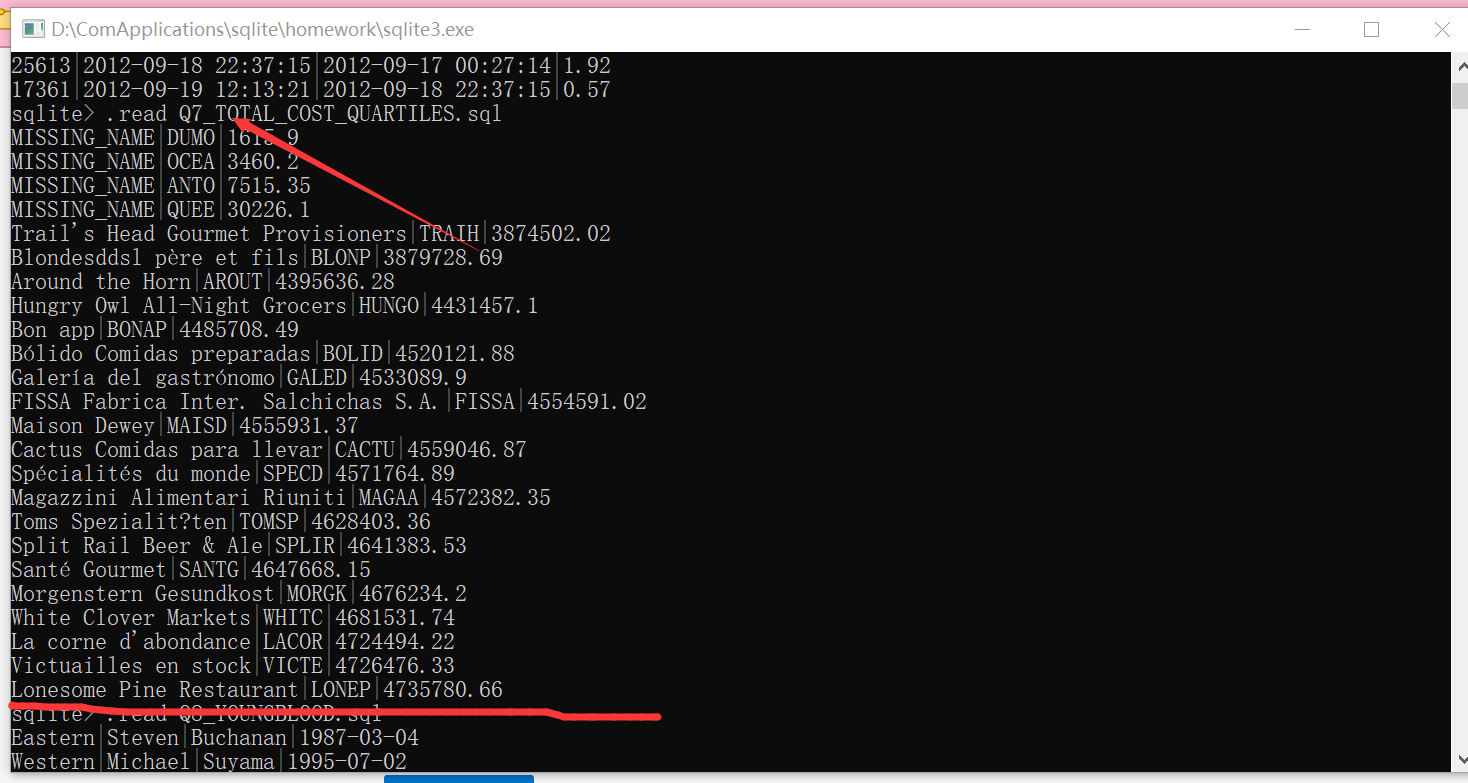 D:\ComApplications\sqlite\homework\sqlite3.exe
25613|2012-09-18 22:37:15|2012-09-17 00:27:14|1.92
17361|2012-09-19 12:13:21|2012-09-18 22:37:15|0.57
sqlite> .read Q7_TOTAL_COST_QUARTILES.sql
MISSING_NAME|DUMO|1615.9
MISSING_NAME|OCEA|3460.2
MISSING_NAME|ANTO|7515.35
MISSING_NAME|QUEE|30226.1
Trail's Head Gourmet Provisioners|TRAIH|3874502.02
Blondesddsl père et fils|BLONP|3879728.69
Around the Horn|AROUT|4395636.28
Hungry Owl All-Night Grocers|HUNGO|4431457.1
Bon app|BONAP|4485708.49
Bólido Comidas preparadas|BOLID|4520121.88
Galería del gastrónomo|GALED|4533089.9
FISSA Fabrica Inter. Salchichas S.A.|FISSA|4554591.02
Maison Dewey|MAISD|4555931.37
Cactus Comidas para llevar|CACTU|4559046.87
Spécialités du monde|SPECD|4571764.89
Magazzini Alimentari Riuniti|MAGAA|4572382.35
Toms Spezialit?ten|TOMSP|4628403.36
Split Rail Beer & Ale|SPLIR|4641383.53
Santé Gourmet|SANTG|4647668.15
Morgenstern Gesundkost|MORGK|4676234.2
White Clover Markets|WHITC|4681531.74
La corne d'abondance|LACOR|4724494.22
Victuailles en stock|VICTE|4726476.33
Lonesome Pine Restaurant|LONEP|4735780.66
sqlite> .read Q8_YOUNGBLOOD.sql
Eastern|Steven|Buchanan|1987-03-04
Western|Michael|Suyama|1995-07-02